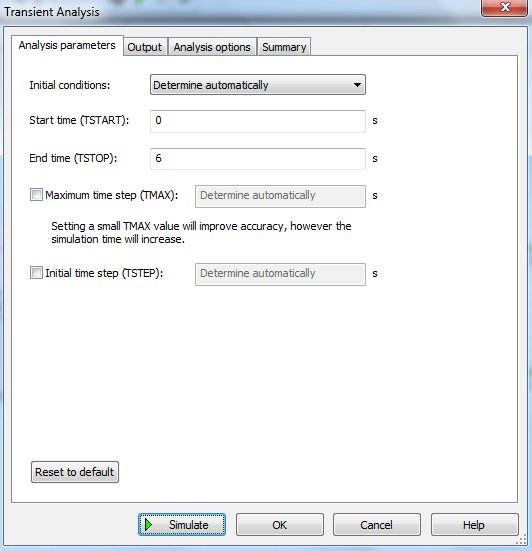 Transient Analysis
Analysis parameters Output Analysis options Summary
Initial conditions: Determine automatically
Start time (TSTART): 0 s
End time (TSTOP): 6 s
Maximum time step (TMAX): Determine automatically s
Setting a small TMAX value will improve accuracy, however the
simulation time will increase.
Initial time step (TSTEP): Determine automatically s
Reset to default
Simulate OK Cancel Help